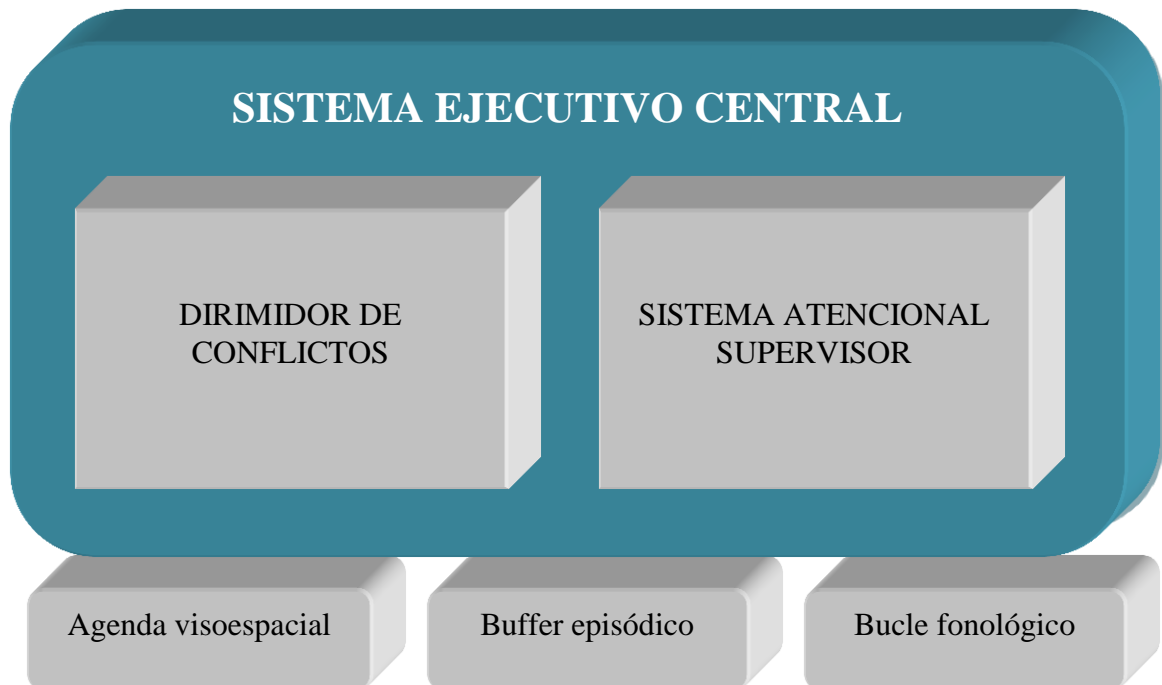 SISTEMA EJECUTIVO CENTRAL
DIRIMIDOR DE
CONFLICTOS
SISTEMA ATENCIONAL
SUPERVISOR
Agenda visoespacial
Buffer episódico
Bucle fonológico